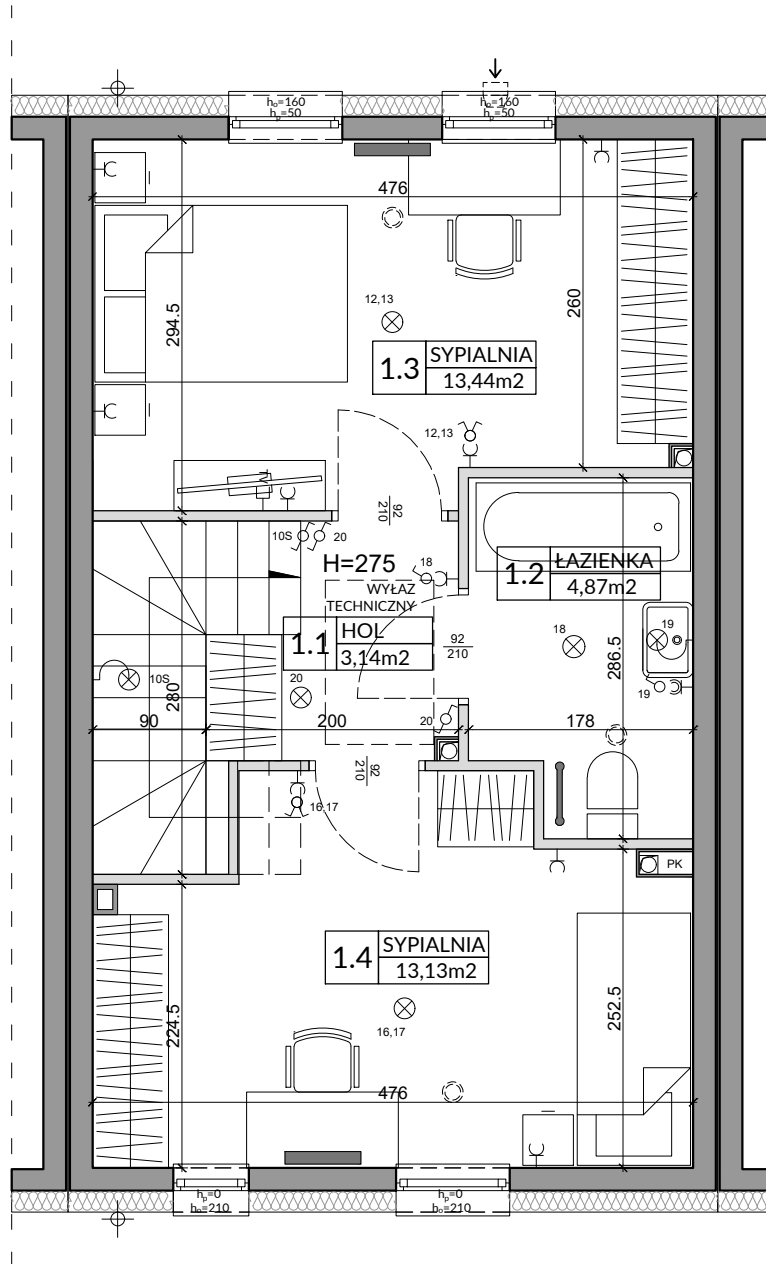 hₒ=160
hₚ=50
hₒ=160
hₚ=50
476
294.5
260
12,13
1.3
SYPIALNIA
13,44m2
12,13
92
210
10S
20
H=275
18
WYŁAZ
TECHNICZNY
1.2
ŁAZIENKA
4,87m2
1.1
HOL
3,14m2
92
210
18
19
286.5
10S
280
20
19
90
200
20
178
92
210
16,17
PK
1.4
SYPIALNIA
13,13m2
224.5
252.5
16,17
476
hₚ=0
hₒ=210
hₚ=0
hₒ=210